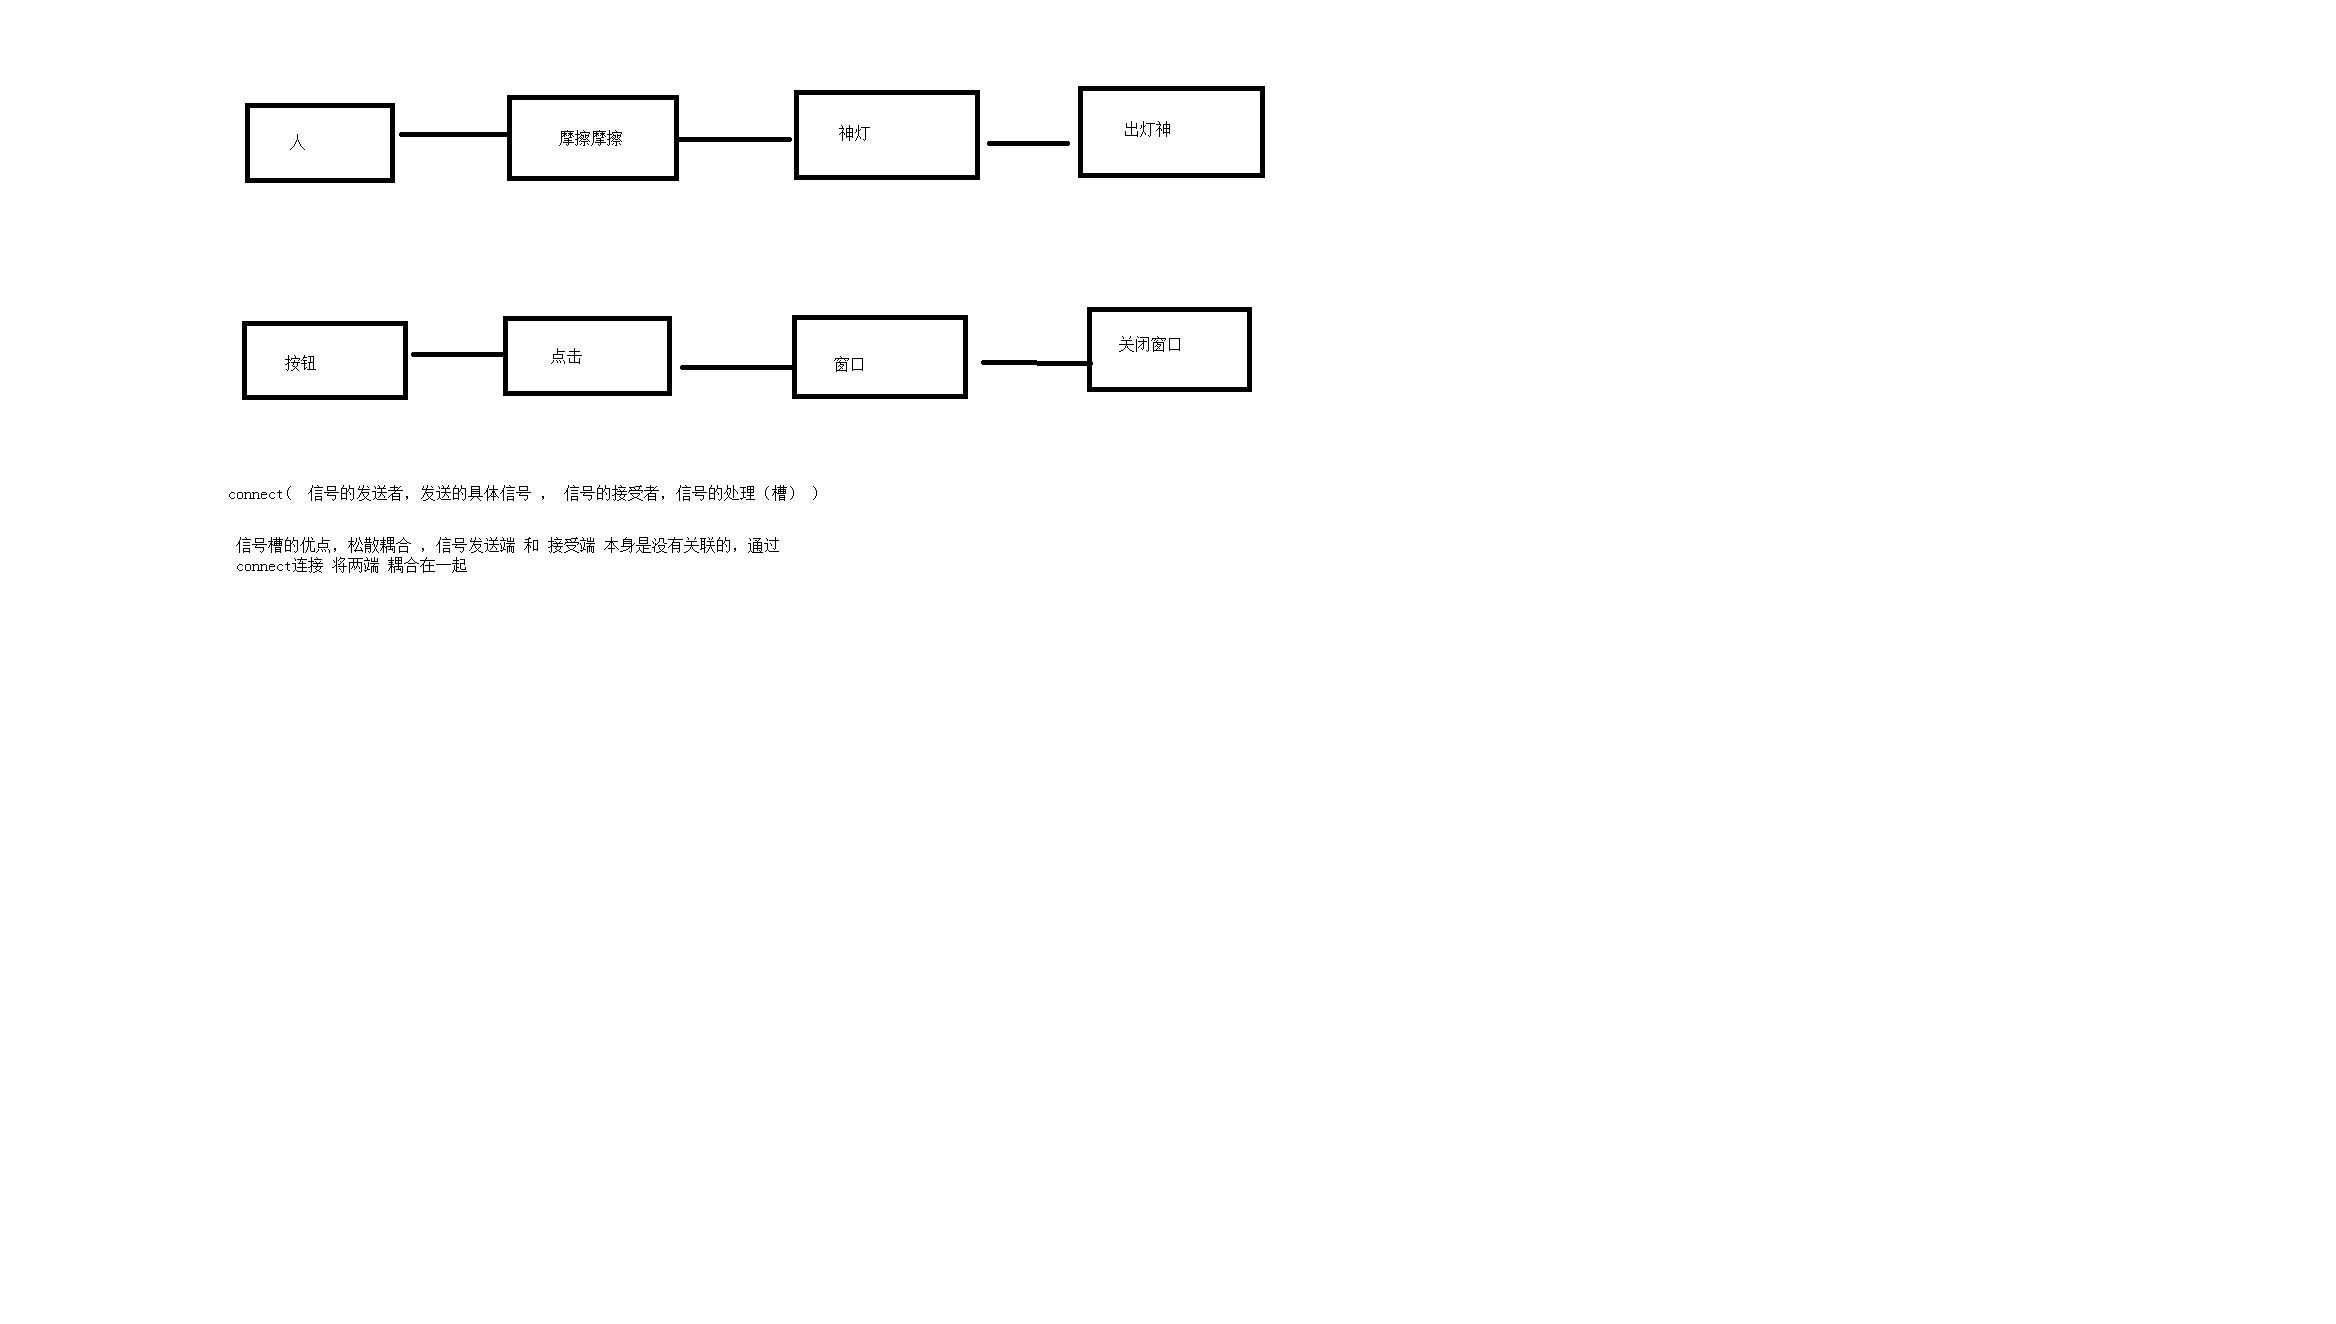 人
摩擦摩擦
神灯
出灯神
按钮
点击
窗口
关闭窗口
connect( 信号的发送者，发送的具体信号 ， 信号的接受者，信号的处理（槽） )
信号槽的优点，松散耦合 ，信号发送端 和 接受端 本身是没有关联的，通过
connect连接 将两端 耦合在一起